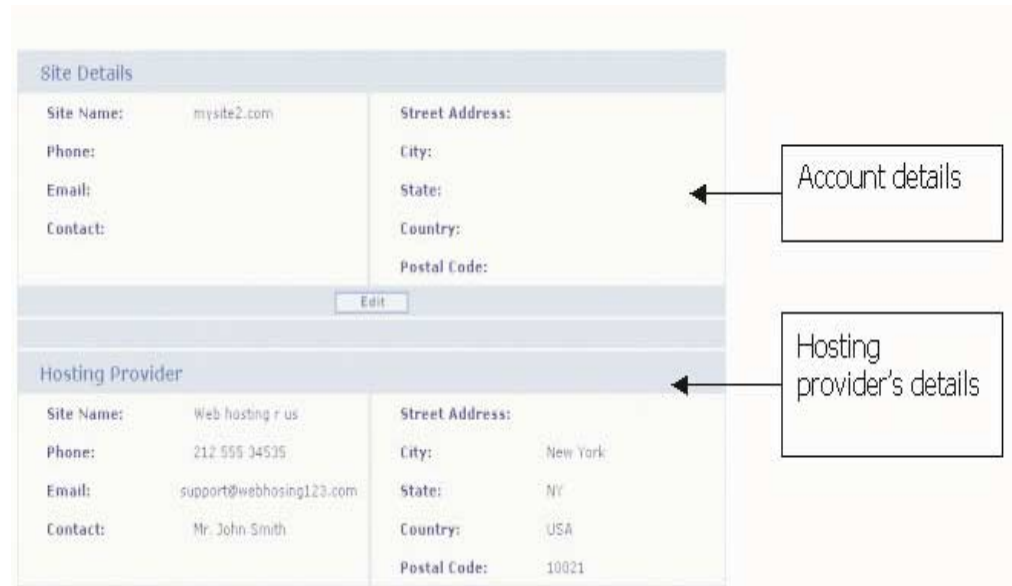 Site Details
Site Name: mysite2.com Street Address:
Phone: City:
Email: State:
Contact: Country:
Postal Code:
Edit
Account details
Hosting Provider
Hosting
provider's details
Site Name: Web hosting r us Street Address:
Phone: 212 555 34535 City: New York
Email: support@webhosing123.com State: NY
Contact: Mr. John Smith Country: USA
Postal Code: 10021